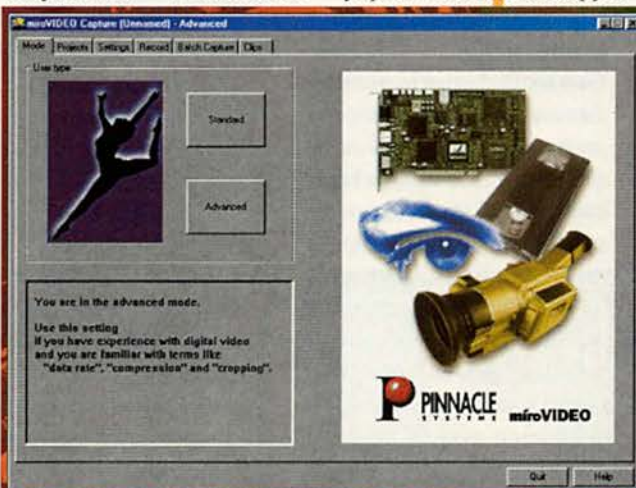 miroVIDEO Capture (Unnamed) - Advanced
Mode Projects Settings Record Batch Capture Clips
User type
Standard
Advanced
You are in the advanced mode.
Use this setting
if you have experience with digital video
and you are familiar with terms like
"data rate", "compression" and "cropping".
PINNACLE
SYSTEMS
miroVIDEO
Quit Help